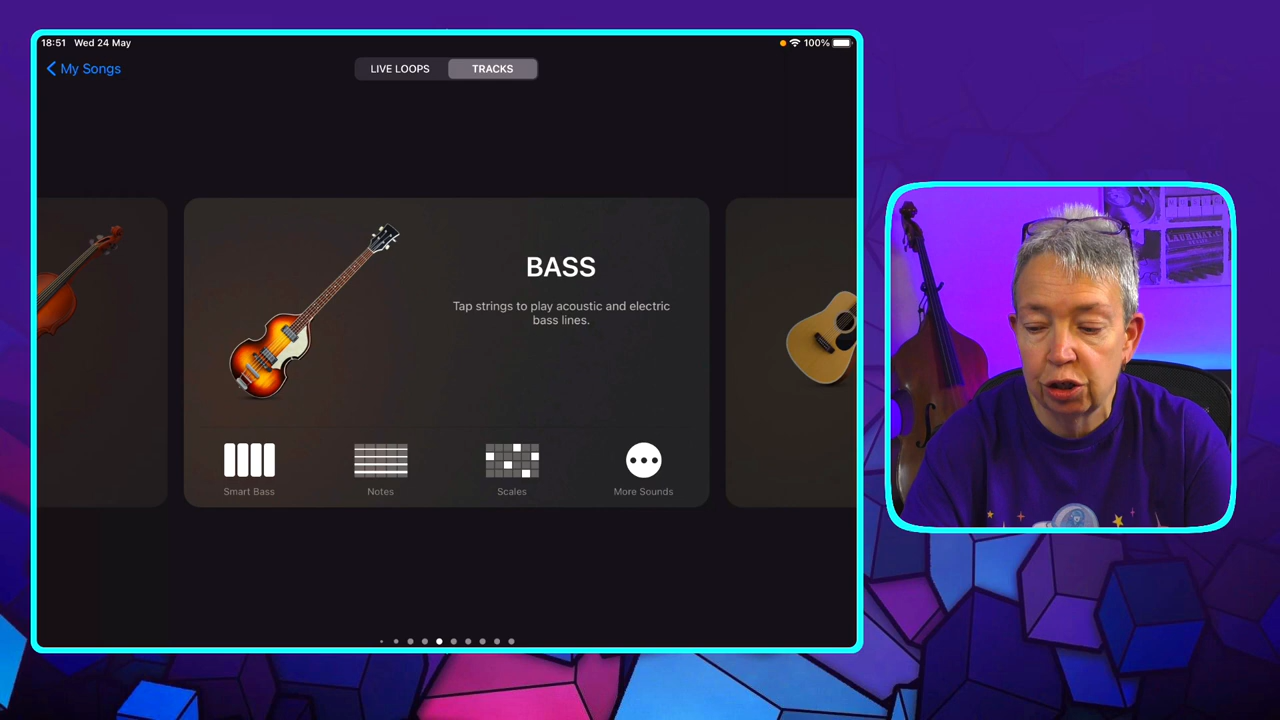 18:51 Wed 24 May
100%
My Songs
LIVE LOOPS
TRACKS
BASS
Tap strings to play acoustic and electric
bass lines.
Smart Bass
Notes
Scales
More Sounds